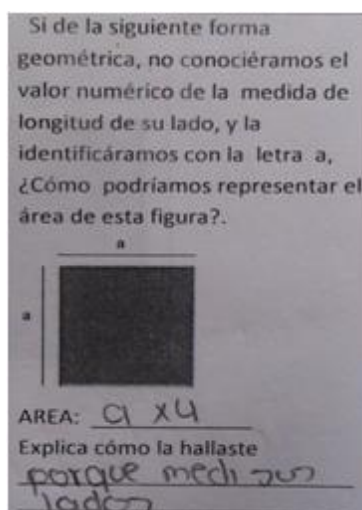 Si de la siguiente forma
geométrica, no conociéramos el
valor numérico de la medida de
longitud de su lado, y la
identificáramos con la letra a,
¿Cómo podríamos representar el
área de esta figura?.
a
a
AREA: a x4
Explica cómo la hallaste
porque medi sus
lados